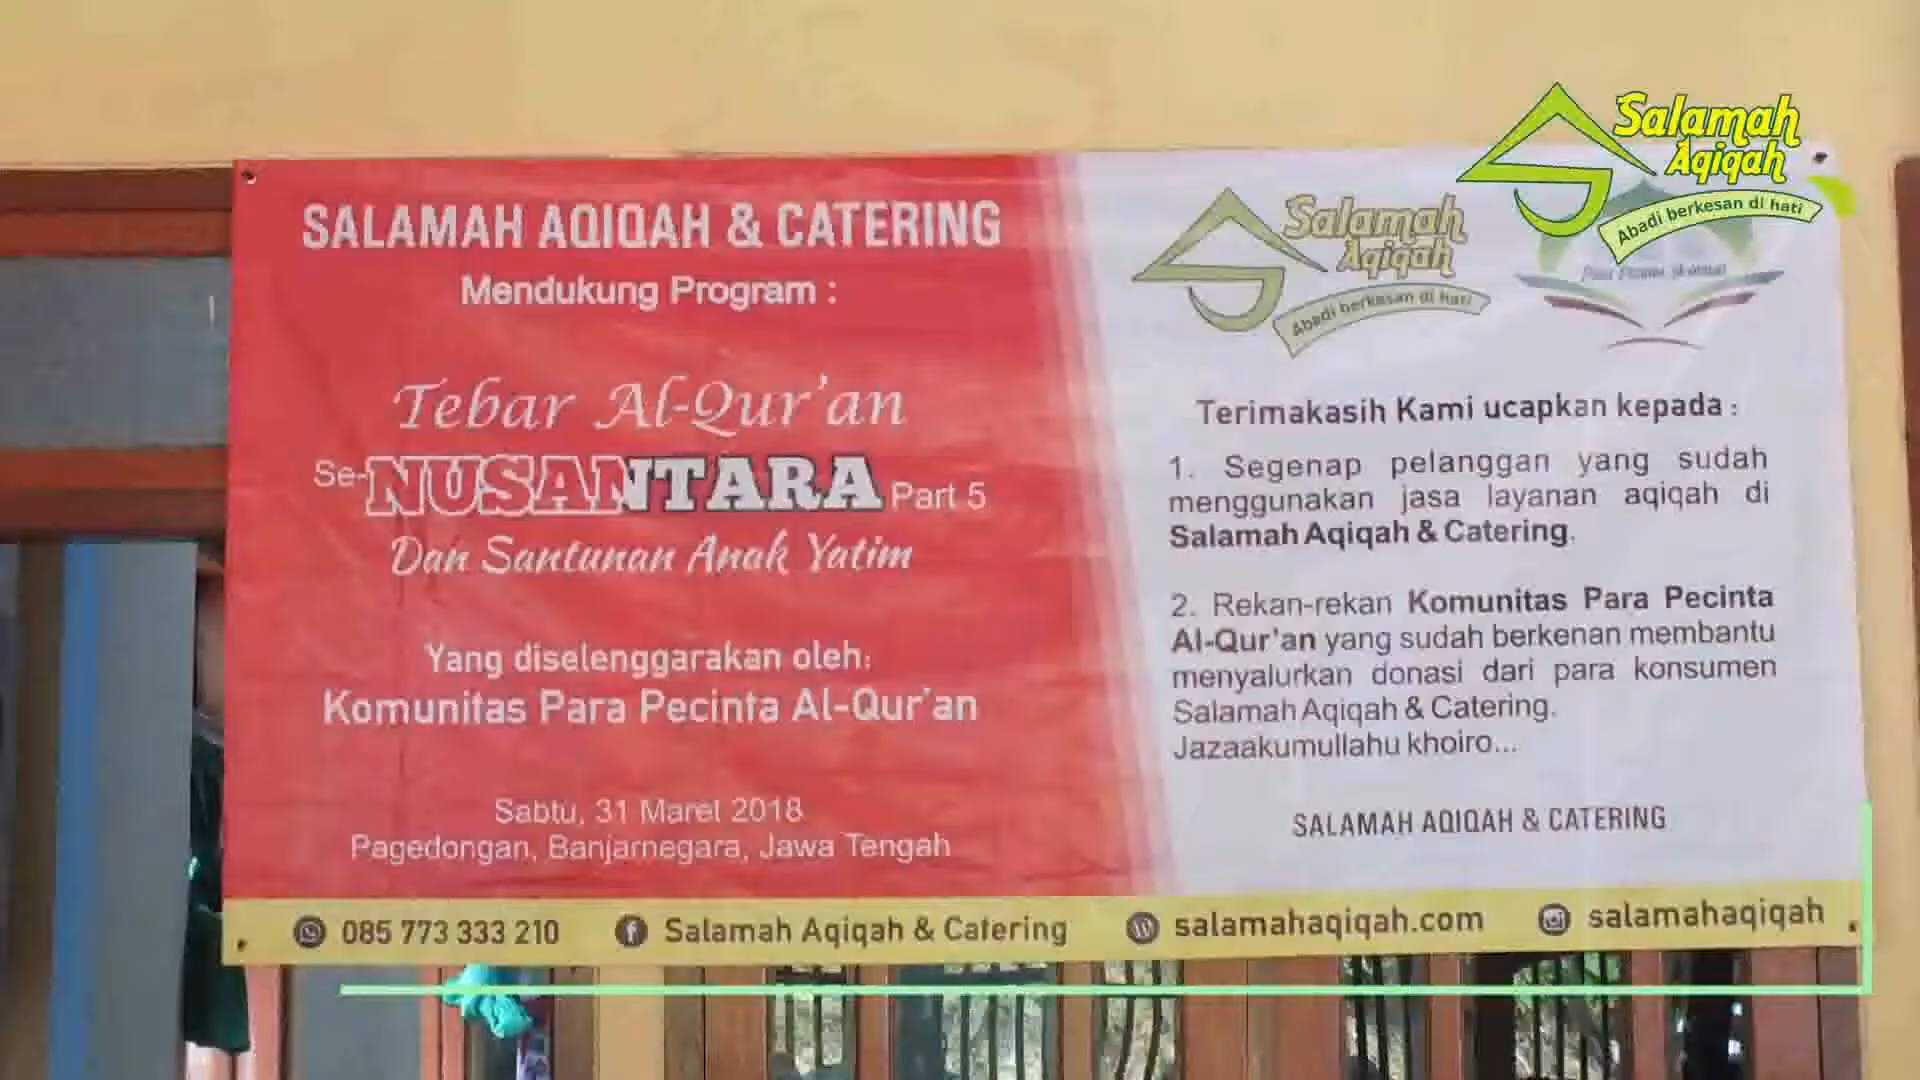 Salamah
Aqiqah
Abadi berkesan di hati
SALAMAH AQIQAH & CATERING
Mendukung Program :
Tebar Al-Qur'an
Se-NUSANTARA Part 5
Dan Santunan Anak Yatim
Yang diselenggarakan oleh:
Komunitas Para Pecinta Al-Qur'an
Sabtu, 31 Maret 2018
Pagedongan, Banjarnegara, Jawa Tengah
Salamah
Aqiqah
Abadi berkesan di hati
Terimakasih Kami ucapkan kepada :
1. Segenap pelanggan yang sudah
menggunakan jasa layanan aqiqah di
Salamah Aqiqah & Catering.
2. Rekan-rekan Komunitas Para Pecinta
Al-Qur'an yang sudah berkenan membantu
menyalurkan donasi dari para konsumen
Salamah Aqiqah & Catering.
Jazaakumullahu khoiro...
SALAMAH AQIQAH & CATERING
085 773 333 210
Salamah Aqiqah & Catering
salamahaqiqah.com
salamahaqiqah